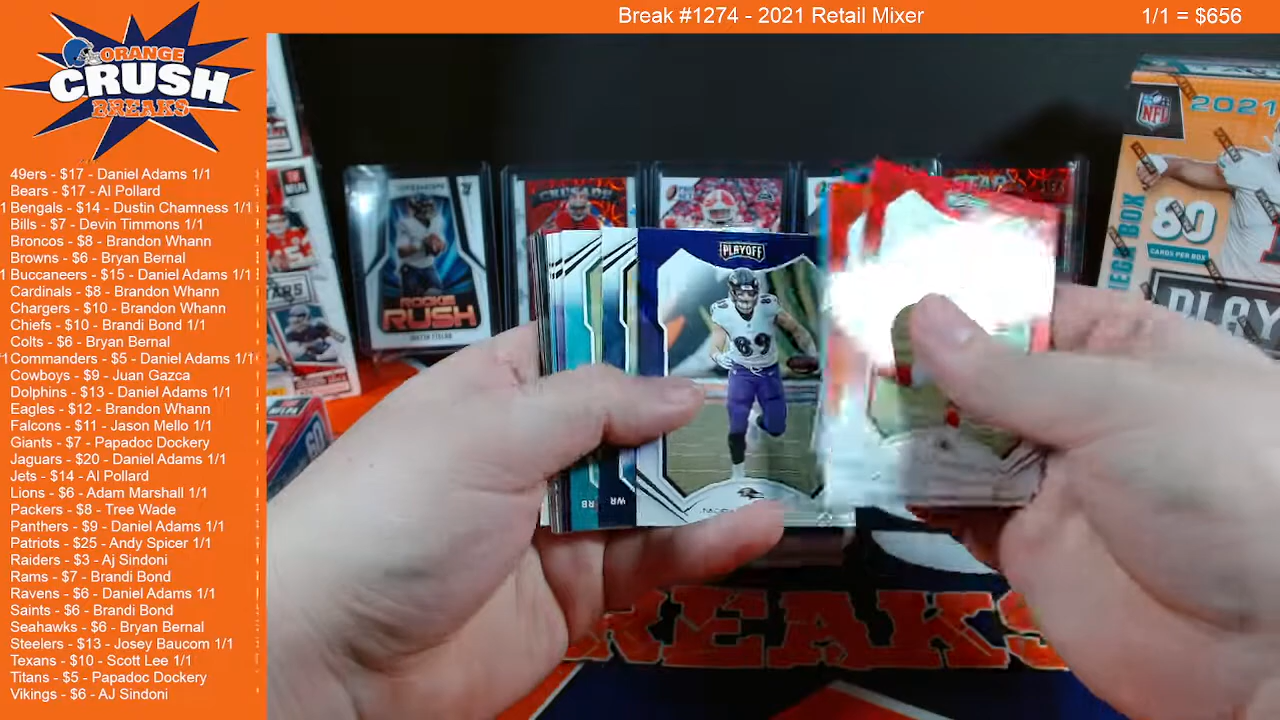 Break #1274 - 2021 Retail Mixer
1/1 = $656
ORANGE
CRUSH
BREAKS
49ers - $17 - Daniel Adams 1/1
Bears - $17 - Al Pollard
1 Bengals - $14 - Dustin Chamness 1/1
Bills - $7 - Devin Timmons 1/1
Broncos - $8 - Brandon Whann
Browns - $6 - Bryan Bernal
1 Buccaneers - $15 - Daniel Adams 1/1
Cardinals - $8 - Brandon Whann
Chargers - $10 - Brandon Whann
Chiefs - $10 - Brandi Bond 1/1
Colts - $6 - Bryan Bernal
1 Commanders - $5 - Daniel Adams 1/1
Cowboys - $9 - Juan Gazca
Dolphins - $13 - Daniel Adams 1/1
Eagles - $12 - Brandon Whann
Falcons - $11 - Jason Mello 1/1
Giants - $7 - Papadoc Dockery
Jaguars - $20 - Daniel Adams 1/1
Jets - $14 - Al Pollard
Lions - $6 - Adam Marshall 1/1
Packers - $8 - Tree Wade
Panthers - $9 - Daniel Adams 1/1
Patriots - $25 - Andy Spicer 1/1
Raiders - $3 - Aj Sindoni
Rams - $7 - Brandi Bond
Ravens - $6 - Daniel Adams 1/1
Saints - $6 - Brandi Bond
Seahawks - $6 - Bryan Bernal
Steelers - $13 - Josey Baucom 1/1
Texans - $10 - Scott Lee 1/1
Titans - $5 - Papadoc Dockery
Vikings - $6 - AJ Sindoni
NFL
2021
80
CARDS PER BOX
PLAY
ROOKIE
RUSH
PLAYOFF
89
RB
WR
REAKS